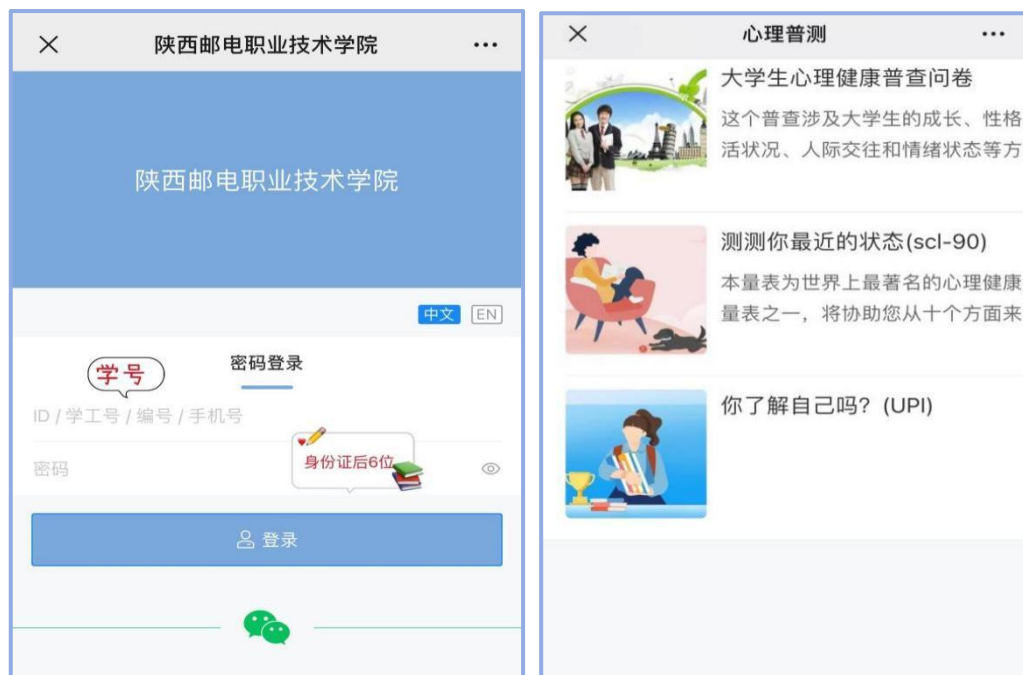 陕西邮电职业技术学院
陕西邮电职业技术学院
中文 EN
学号
密码登录
ID / 学工号 / 编号 / 手机号
密码
身份证后6位
登录
心理普测
大学生心理健康普查问卷
这个普查涉及大学生的成长、性格
活状况、人际交往和情绪状态等方
测测你最近的状态(scl-90)
本量表为世界上最著名的心理健康
量表之一，将协助您从十个方面来
你了解自己吗？(UPI)